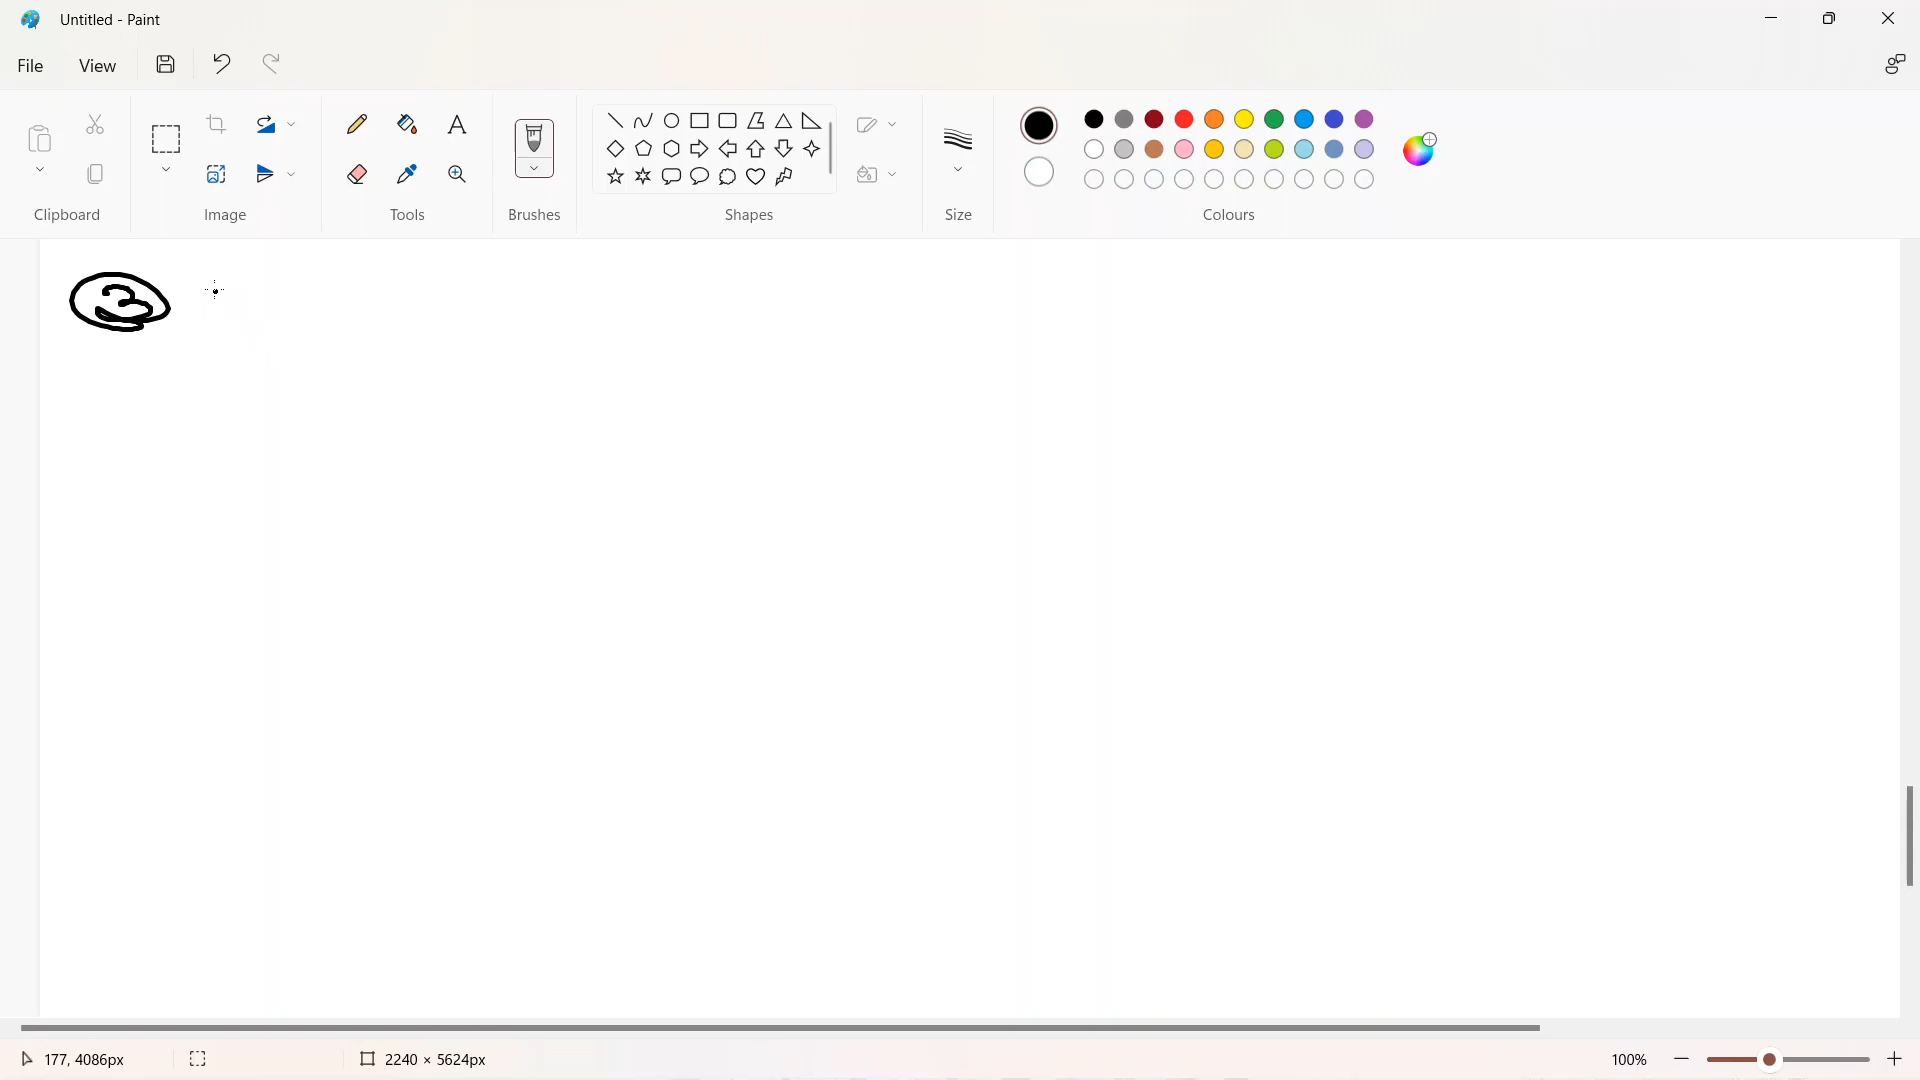 Untitled - Paint
File View
Clipboard Image Tools Brushes Shapes Size Colours
177, 4086px 2240 × 5624px 100%